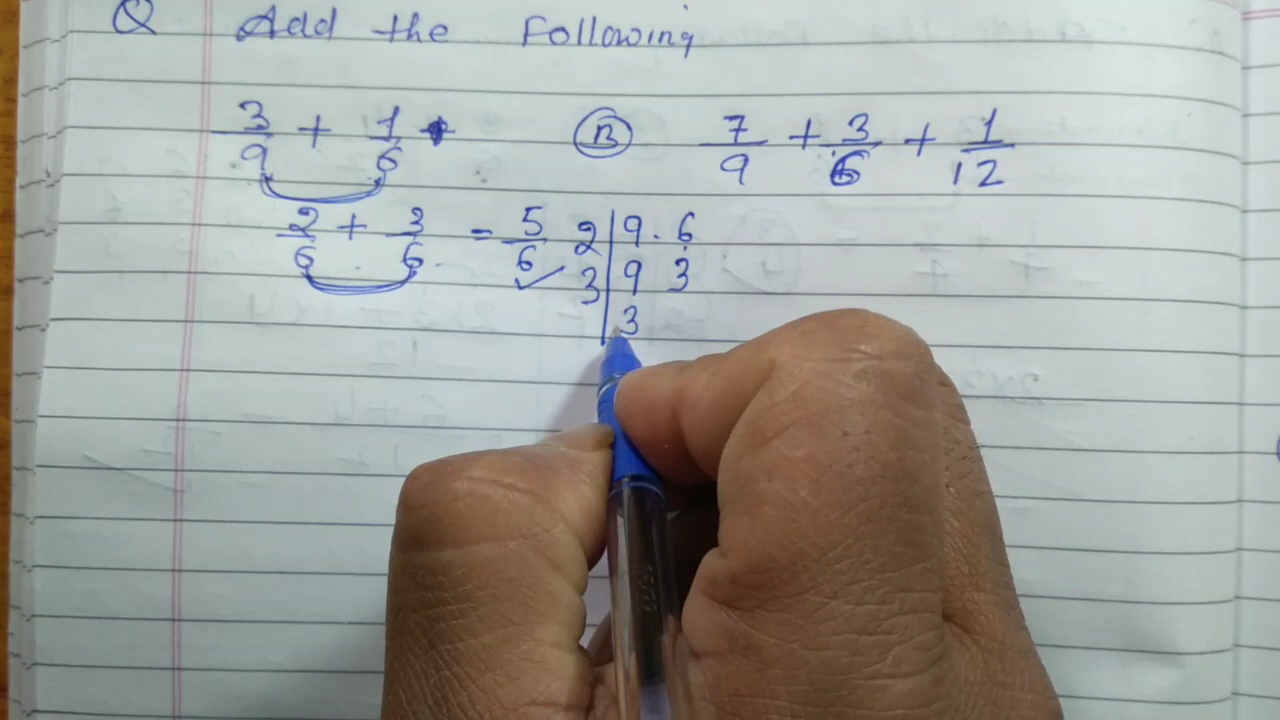 Q Add the Following
3/9 + 1/6 (B) 7/9 + 3/6 + 1/12
2/6 + 3/6 = 5/6 ✓
2 | 9 . 6
3 | 9 3
| 3